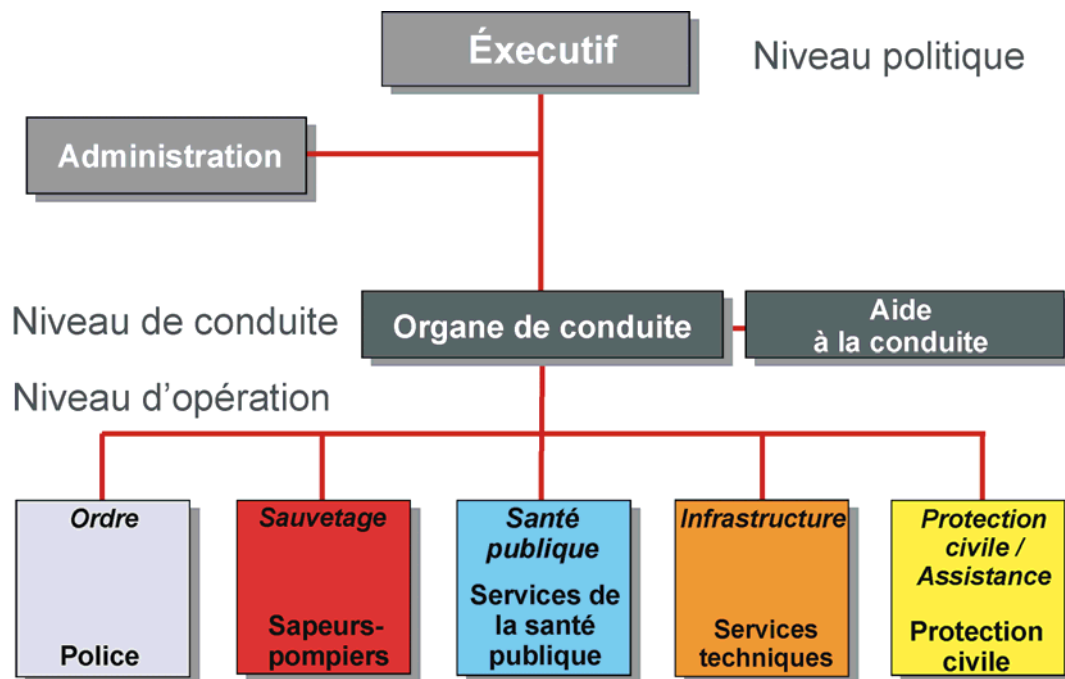 Éxecutif
Niveau politique
Administration
Niveau de conduite
Organe de conduite
Aide
à la conduite
Niveau d'opération
Ordre
Police
Sauvetage
Sapeurs-
pompiers
Santé
publique
Services de
la santé
publique
Infrastructure
Services
techniques
Protection
civile /
Assistance
Protection
civile